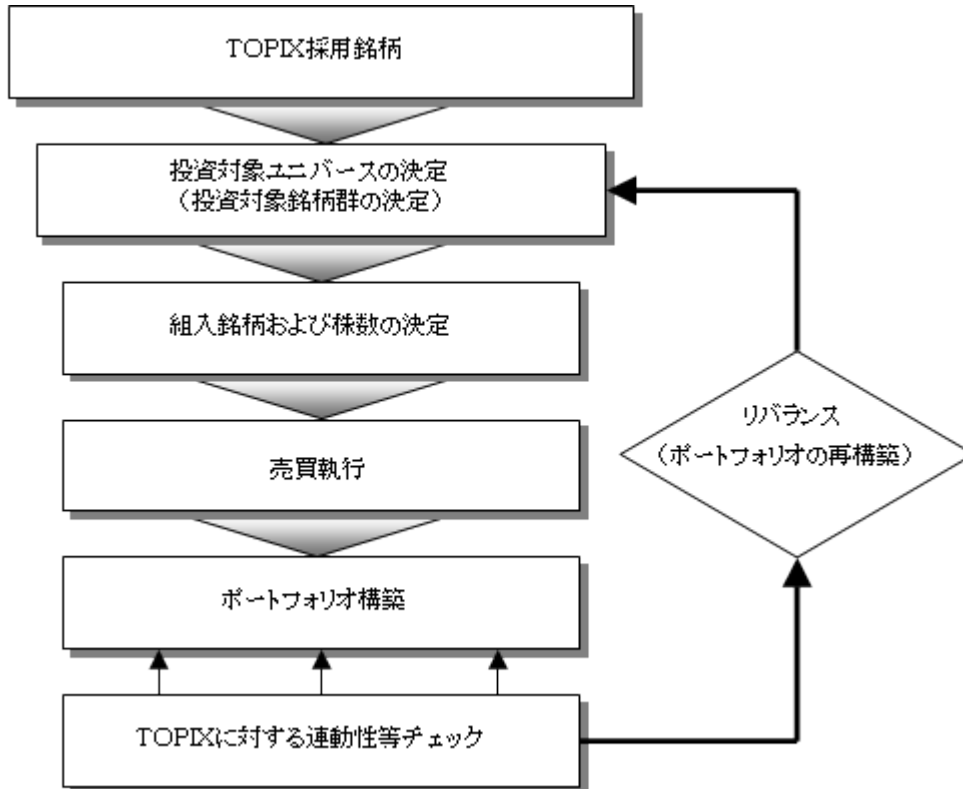 TOPIX採用銘柄
投資対象ユニバースの決定
（投資対象銘柄群の決定）
組入銘柄および株数の決定
売買執行
ポートフォリオ構築
TOPIXに対する連動性等チェック
リバランス
（ポートフォリオの再構築）